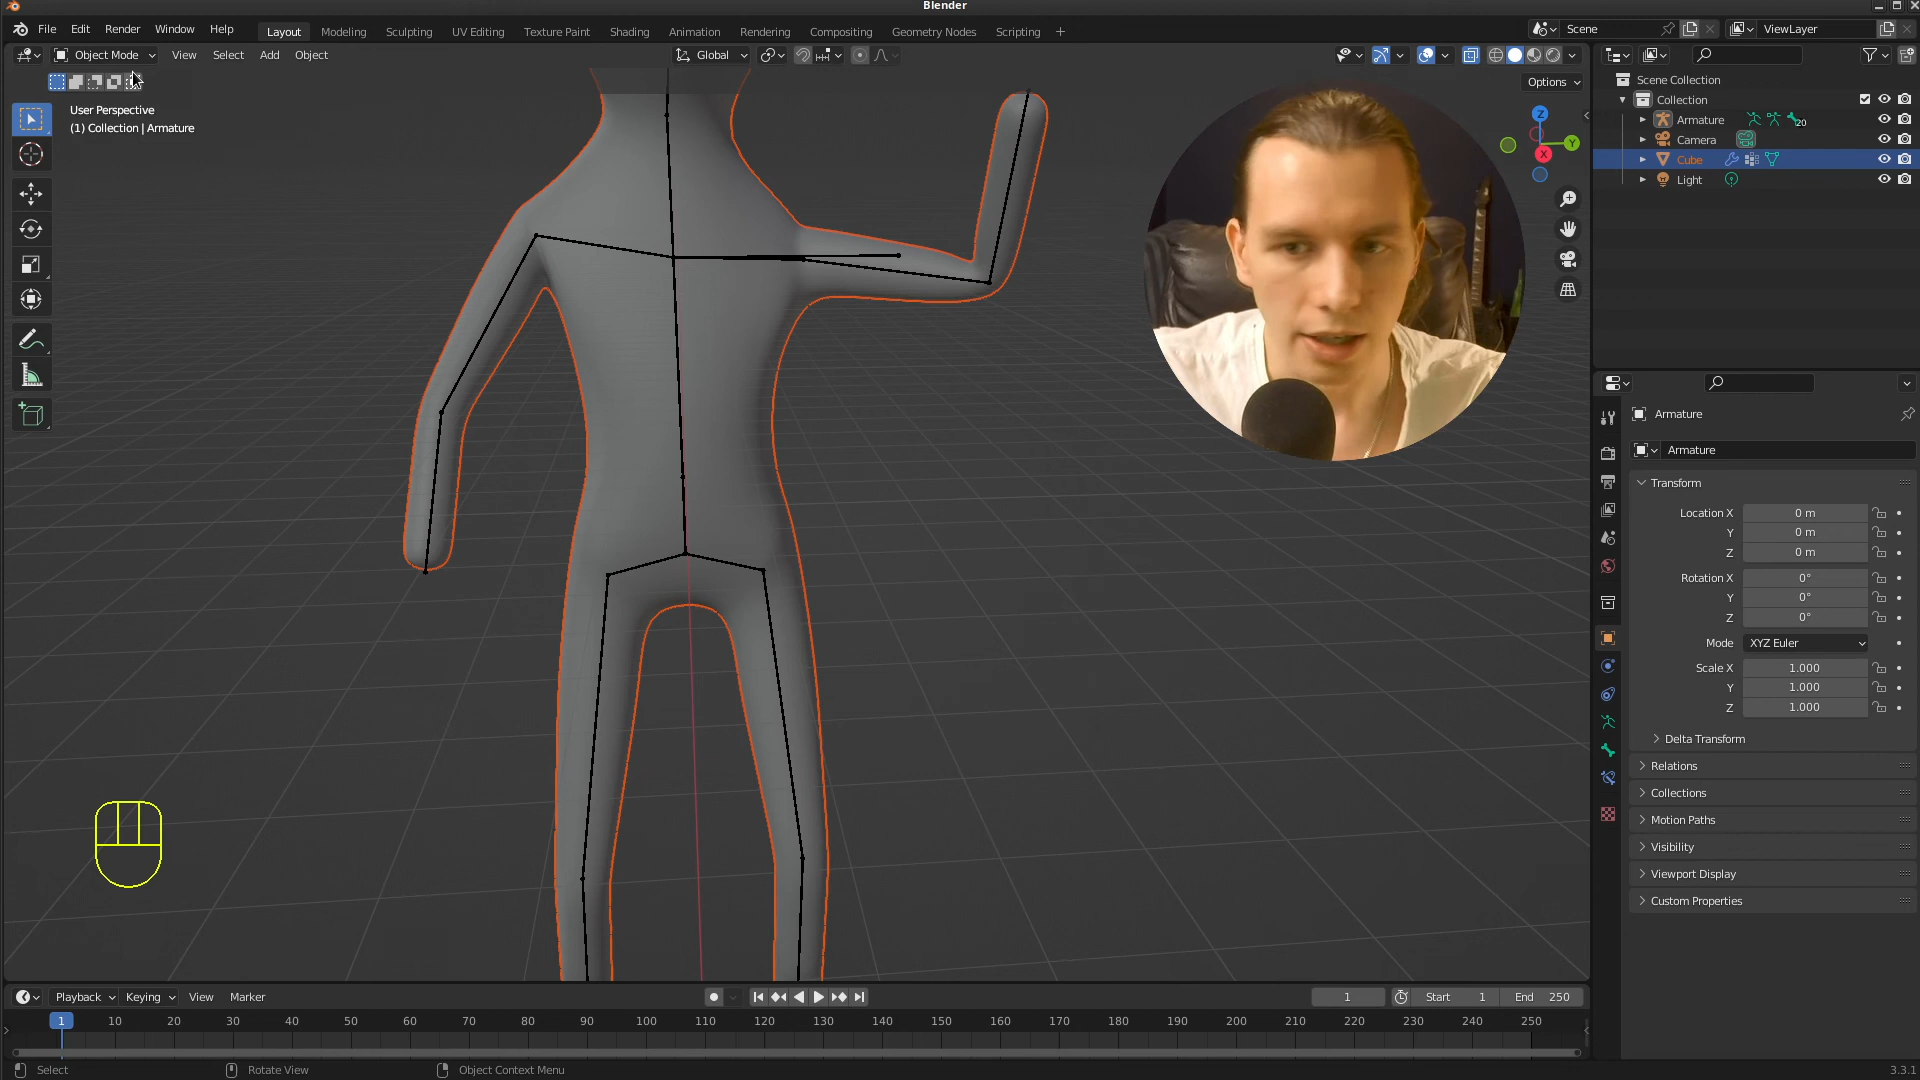 Blender
File Edit Render Window Help
Layout Modeling Sculpting UV Editing Texture Paint Shading Animation Rendering Compositing Geometry Nodes Scripting +
Scene
ViewLayer
Object Mode View Select Add Object
Global
Options
User Perspective
(1) Collection | Armature
Z
Y
X
Scene Collection
Collection
Armature
20
Camera
Cube
Light
Armature
Armature
Transform
Location X 0 m
Y 0 m
Z 0 m
Rotation X 0°
Y 0°
Z 0°
Mode XYZ Euler
Scale X 1.000
Y 1.000
Z 1.000
Delta Transform
Relations
Collections
Motion Paths
Visibility
Viewport Display
Custom Properties
Playback Keying View Marker
1
Start 1
End 250
1 10 20 30 40 50 60 70 80 90 100 110 120 130 140 150 160 170 180 190 200 210 220 230 240 250
Select
Rotate View
Object Context Menu
3.3.1